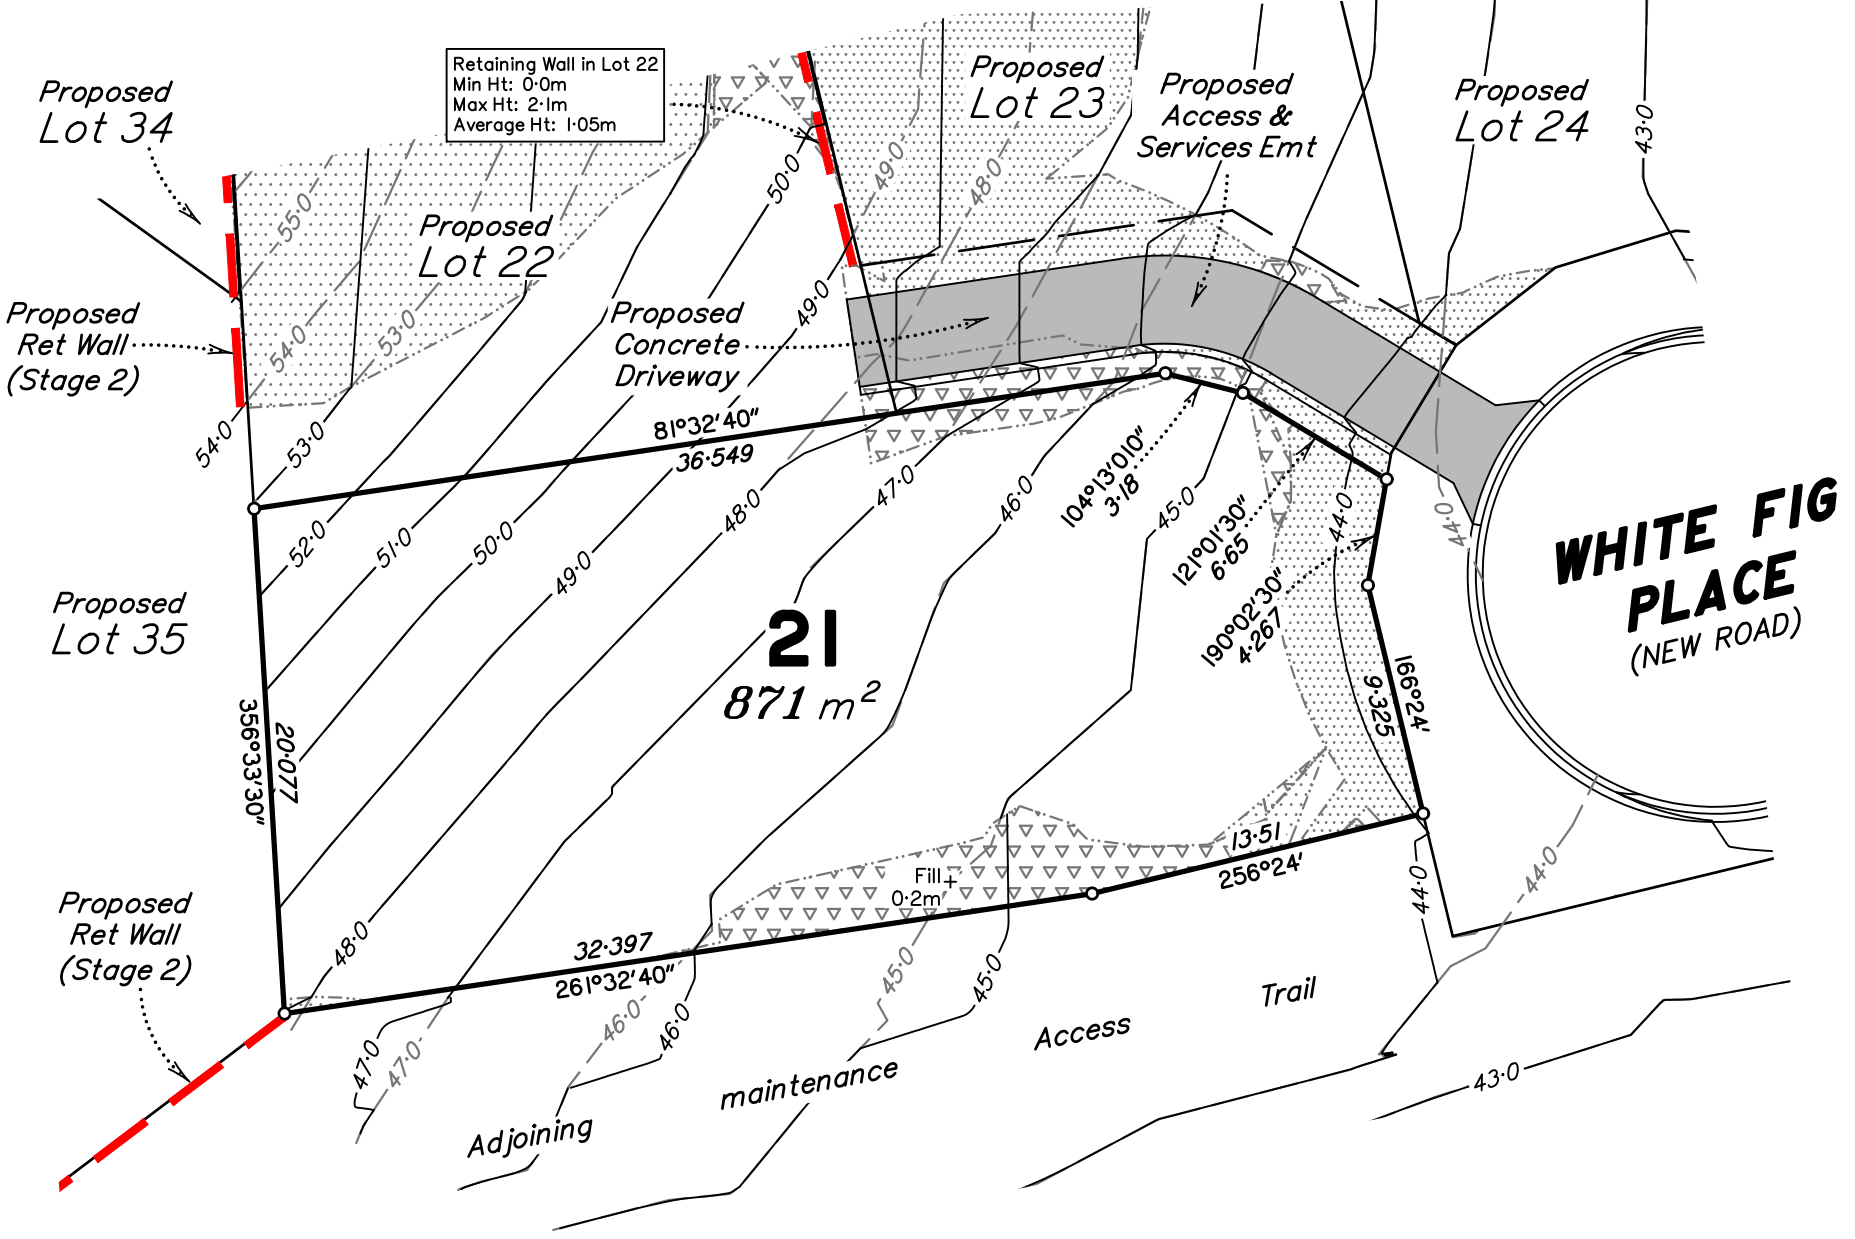 Proposed
Lot 34
Retaining Wall in Lot 22
Min Ht: 0·0m
Max Ht: 2·1m
Average Ht: 1·05m
Proposed
Lot 23
Proposed
Access &
Services Emt
Proposed
Lot 24
43·0
50·0
49·0
48·0
55·0
Proposed
Lot 22
49·0
Proposed
Ret Wall
(Stage 2)
54·0
53·0
Proposed
Concrete
Driveway
54·0
53·0
81°32'40"
36·549
52·0
51·0
50·0
49·0
48·0
47·0
46·0
104°13'010"
3·18
45·0
121°01'30"
6·65
190°02'30"
4·267
44·0
44·0
WHITE FIG
PLACE
(NEW ROAD)
Proposed
Lot 35
21
871 m²
356°33'30"
20·077
166°24'
9·325
13·51
256°24'
Fill
0·2m
44·0
44·0
Proposed
Ret Wall
(Stage 2)
48·0
32·397
261°32'40"
47·0
47·0
46·0
46·0
45·0
45·0
Adjoining
maintenance
Access
Trail
43·0